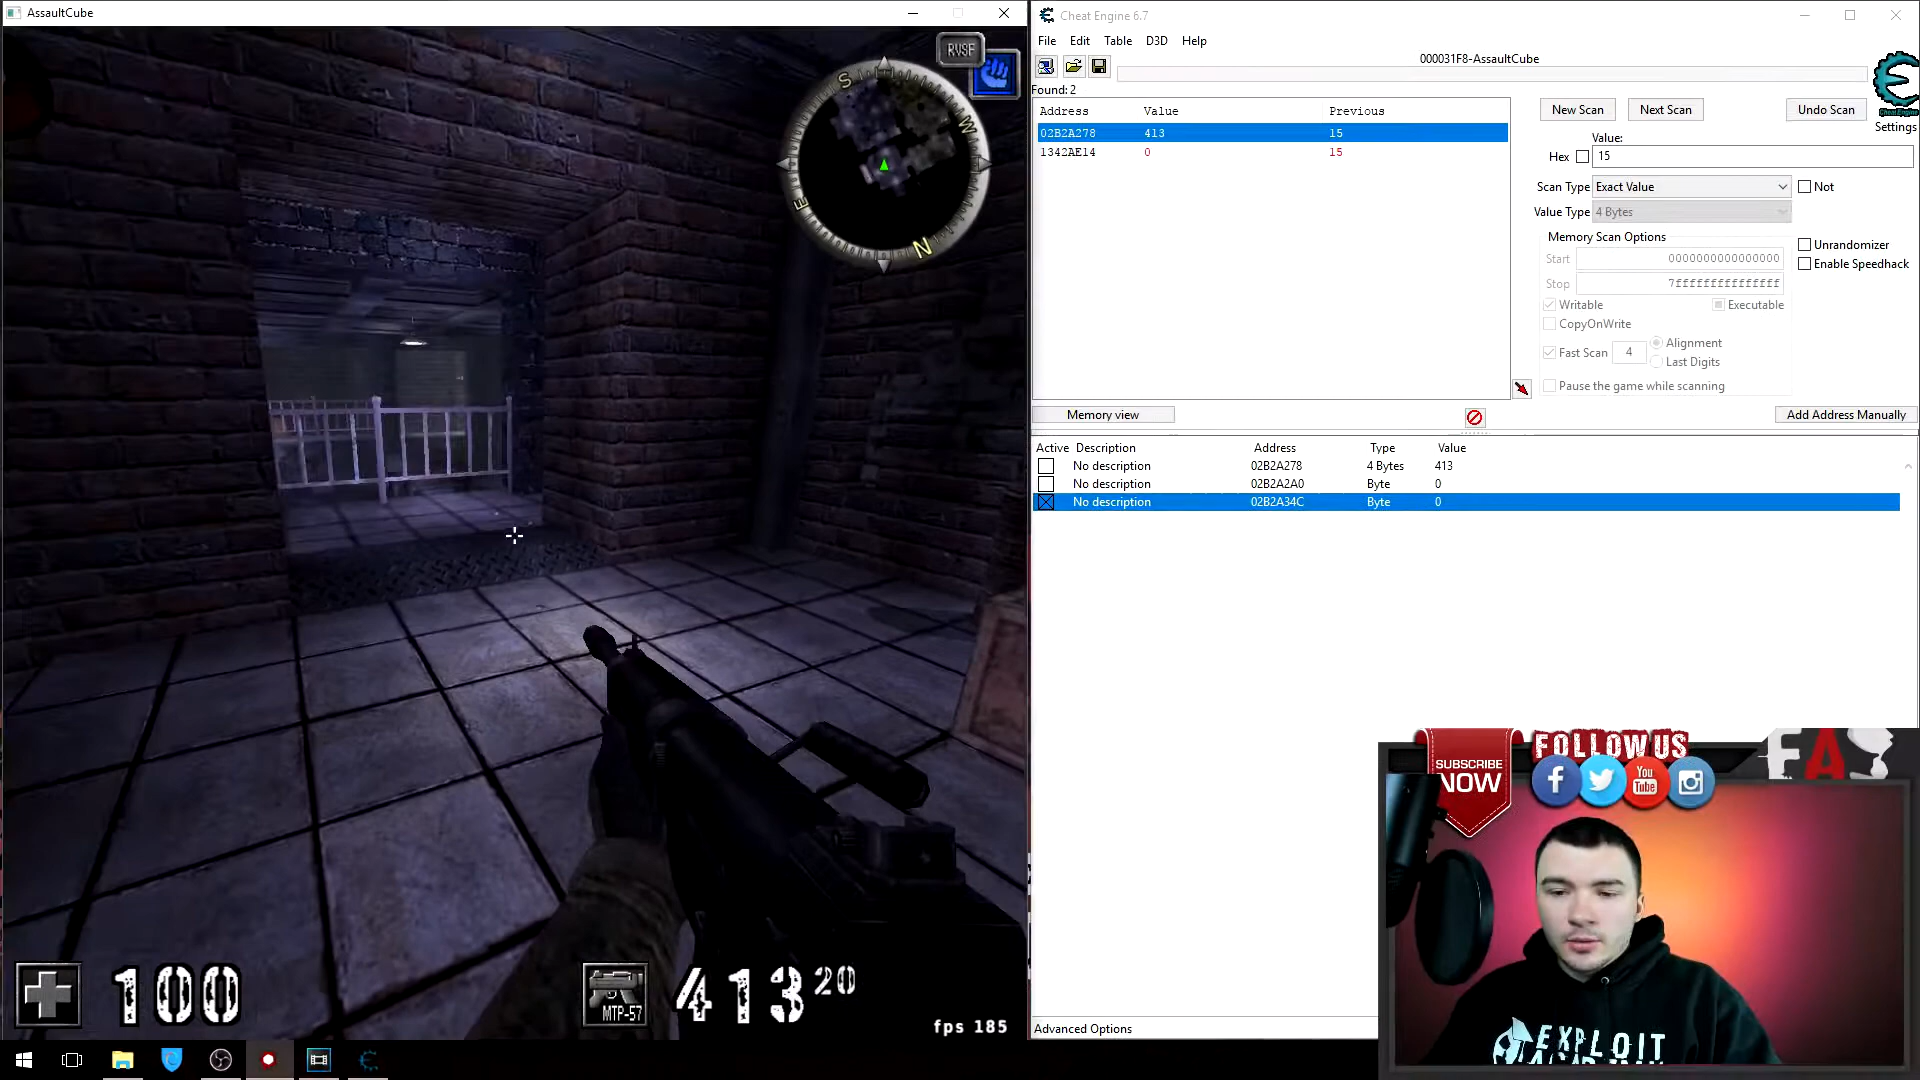 AssaultCube
RVSF
S
W
E
N
100
MTP-57
413
20
fps 185
Cheat Engine 6.7
File Edit Table D3D Help
000031F8-AssaultCube
Found: 2
Address Value Previous
02B2A278 413 15
1342AE14 0 15
New Scan Next Scan Undo Scan
Settings
Value:
Hex 15
Scan Type Exact Value Not
Value Type 4 Bytes
Memory Scan Options
Start 0000000000000000
Stop 7fffffffffffffff
Unrandomizer
Enable Speedhack
Writable Executable
CopyOnWrite
Fast Scan 4 Alignment
Last Digits
Pause the game while scanning
Memory view Add Address Manually
Active Description Address Type Value
No description 02B2A278 4 Bytes 413
No description 02B2A2A0 Byte 0
No description 02B2A34C Byte 0
Advanced Options
SUBSCRIBE
NOW
FOLLOW US
You
Tube
EXPLOIT